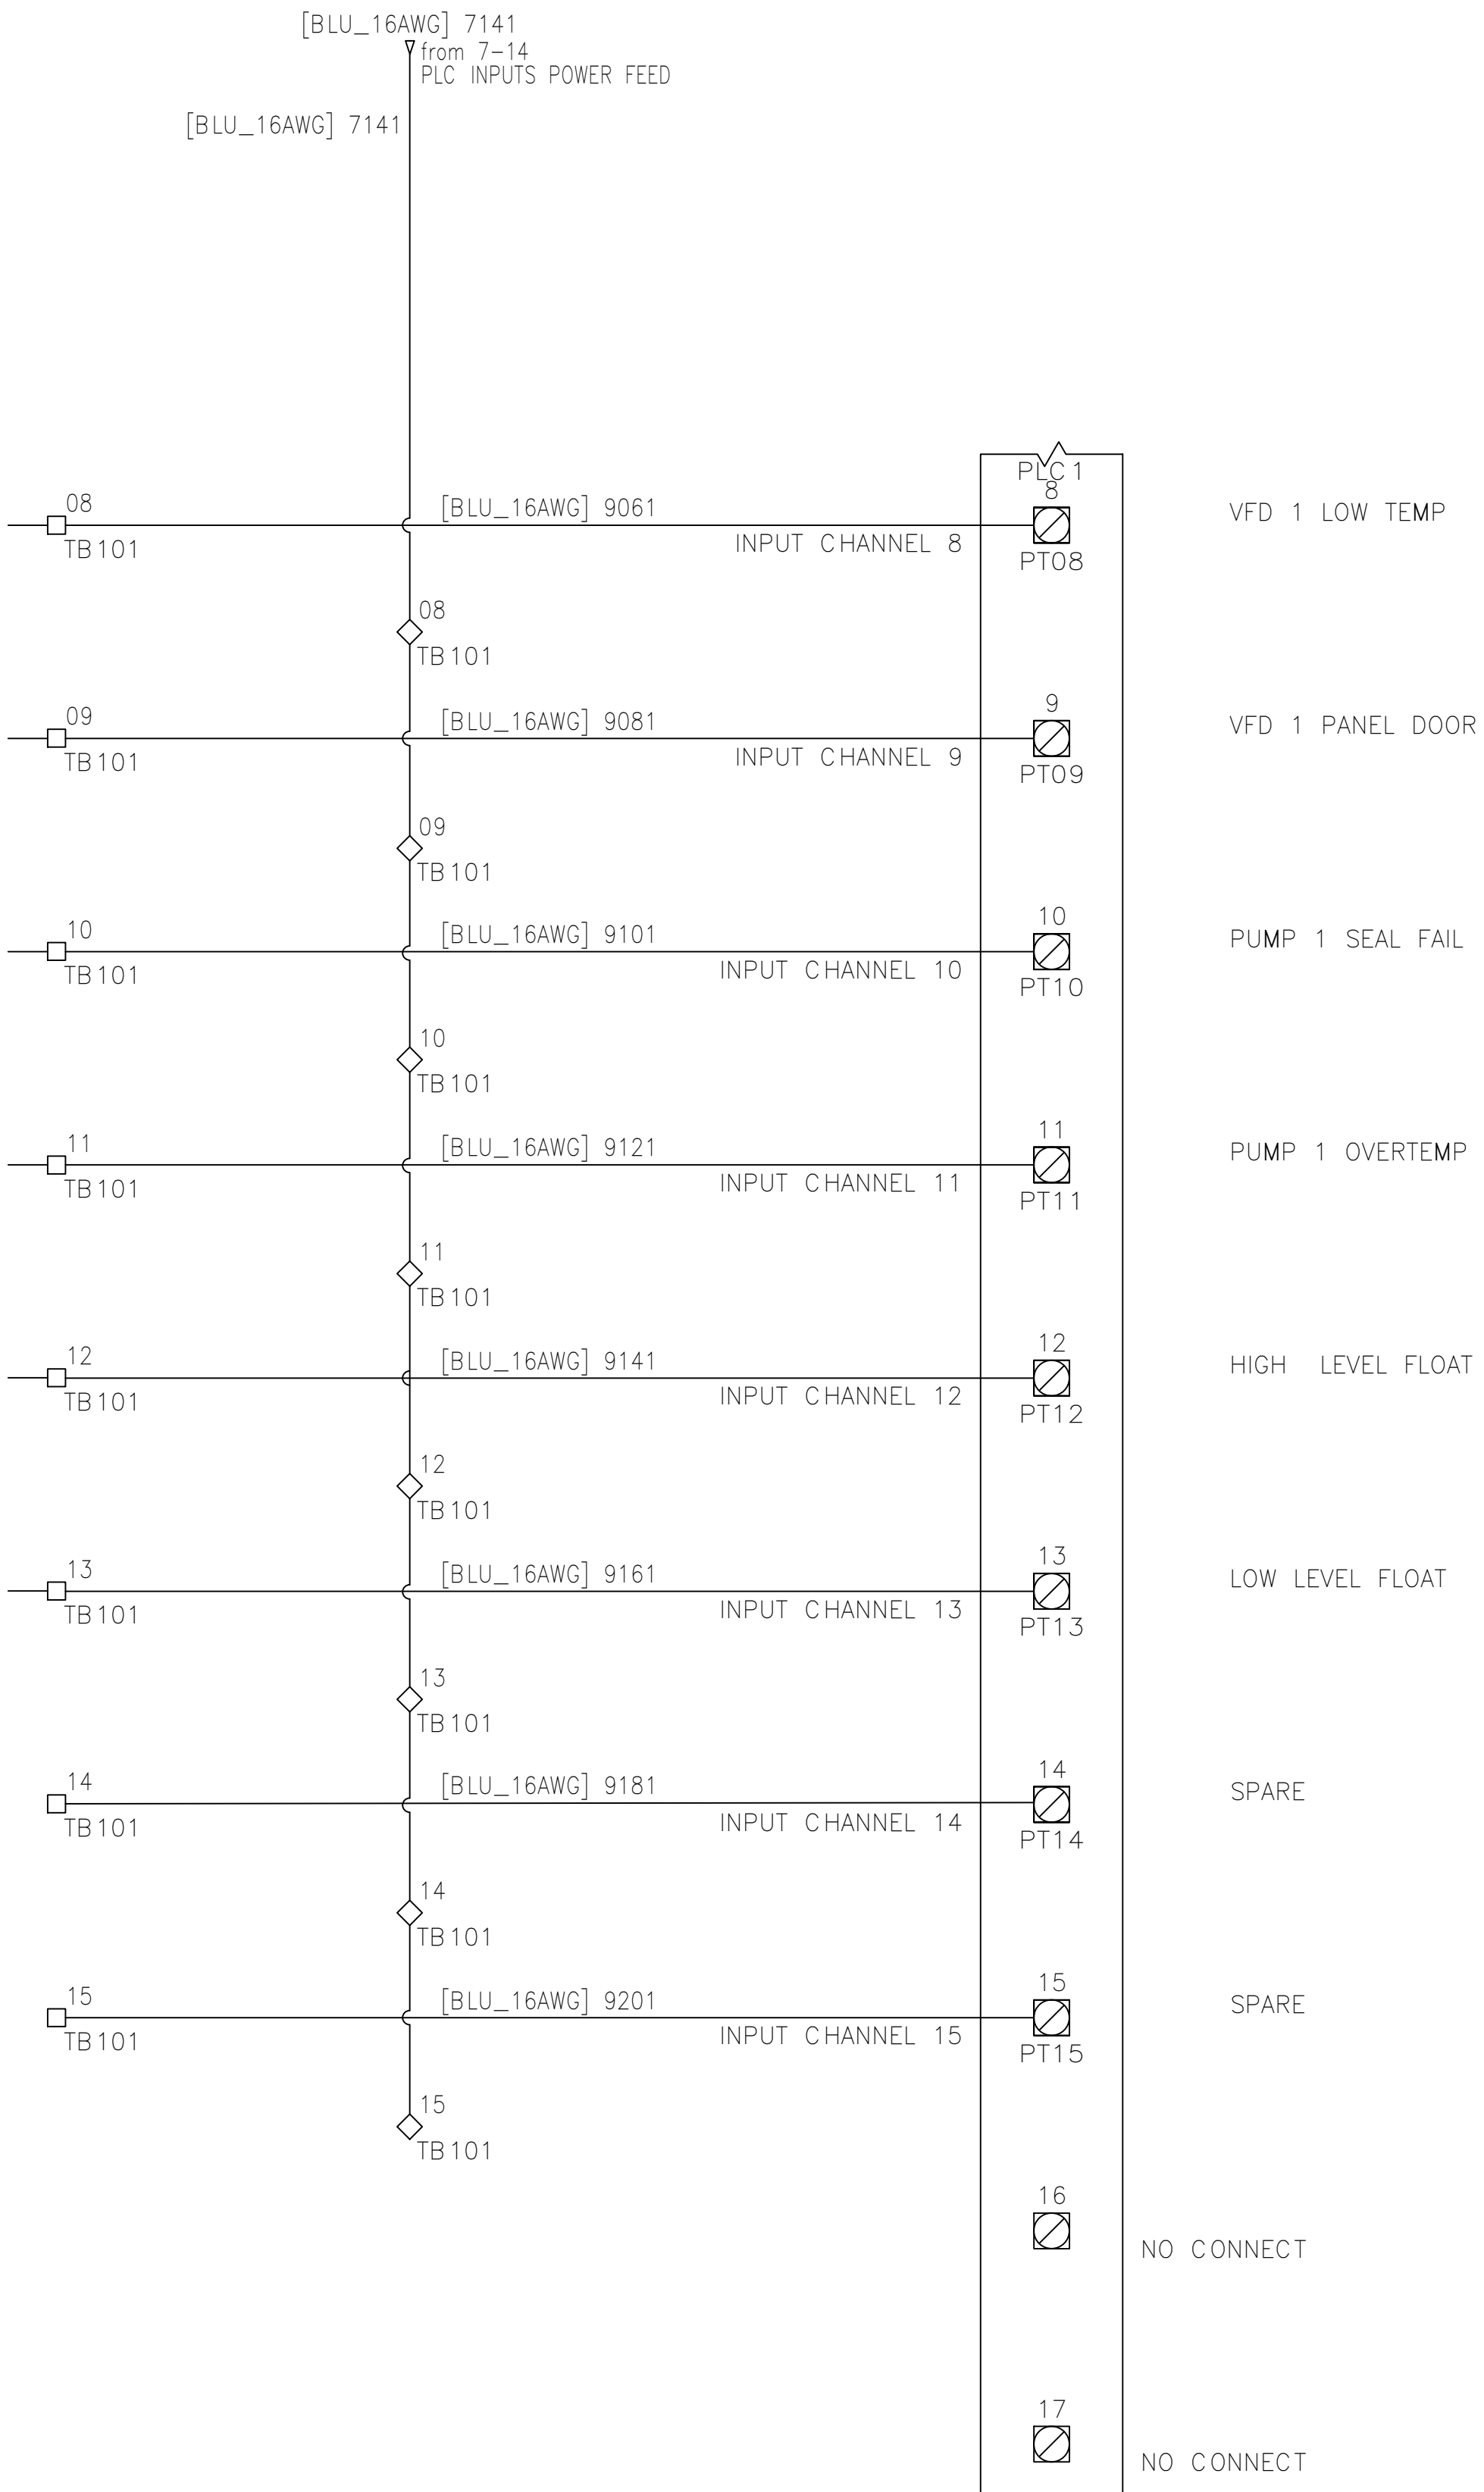 [BLU_16AWG] 7141
from 7-14
PLC INPUTS POWER FEED
[BLU_16AWG] 7141
PLC1
08
[BLU_16AWG] 9061
8
VFD 1 LOW TEMP
TB101
INPUT CHANNEL 8
PT08
08
TB101
09
[BLU_16AWG] 9081
9
VFD 1 PANEL DOOR
TB101
INPUT CHANNEL 9
PT09
09
TB101
10
[BLU_16AWG] 9101
10
PUMP 1 SEAL FAIL
TB101
INPUT CHANNEL 10
PT10
10
TB101
11
[BLU_16AWG] 9121
11
PUMP 1 OVERTEMP
TB101
INPUT CHANNEL 11
PT11
11
TB101
12
[BLU_16AWG] 9141
12
HIGH LEVEL FLOAT
TB101
INPUT CHANNEL 12
PT12
12
TB101
13
[BLU_16AWG] 9161
13
LOW LEVEL FLOAT
TB101
INPUT CHANNEL 13
PT13
13
TB101
14
[BLU_16AWG] 9181
14
SPARE
TB101
INPUT CHANNEL 14
PT14
14
TB101
15
[BLU_16AWG] 9201
15
SPARE
TB101
INPUT CHANNEL 15
PT15
15
TB101
16
NO CONNECT
17
NO CONNECT